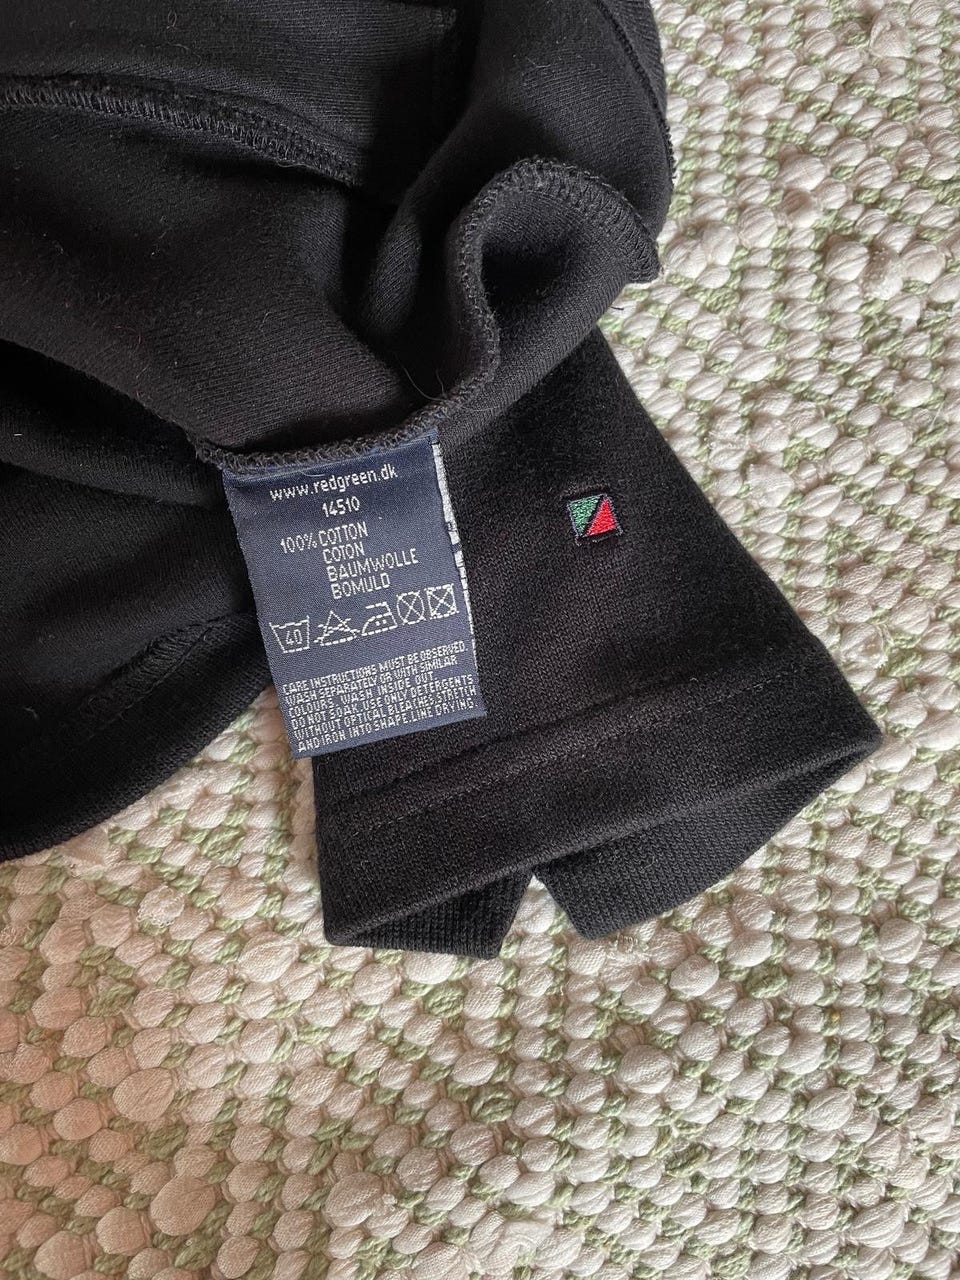 www.redgreen.dk
14510
100% COTTON
COTON
BAUMWOLLE
BOMULD
40
CARE INSTRUCTIONS MUST BE OBSERVED.
WASH SEPARATELY OR WITH SIMILAR
COLOURS. WASH INSIDE OUT.
DO NOT SOAK. USE ONLY DETERGENTS
WITHOUT OPTICAL BLEACHES. STRETCH
AND IRON INTO SHAPE. LINE DRYING.